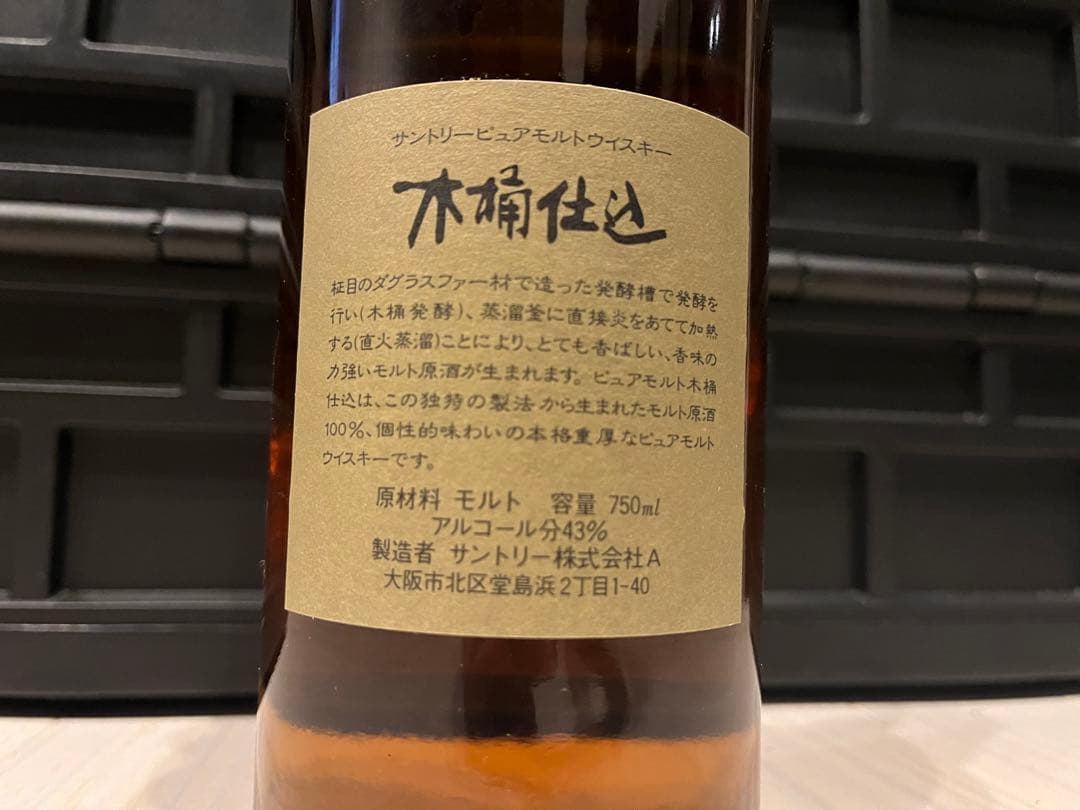 サントリーピュアモルトウイスキー
木桶仕込
柾目のダグラスファー材で造った発酵槽で発酵を
行い(木桶発酵)、蒸溜釜に直接炎をあてて加熱
する(直火蒸溜)ことにより、とても香ばしい、香味の
力強いモルト原酒が生まれます。ピュアモルト木桶
仕込は、この独特の製法から生まれたモルト原酒
100%、個性的味わいの本格重厚なピュアモルト
ウイスキーです。
原材料 モルト 容量 750ml
アルコール分43%
製造者 サントリー株式会社A
大阪市北区堂島浜2丁目1-40